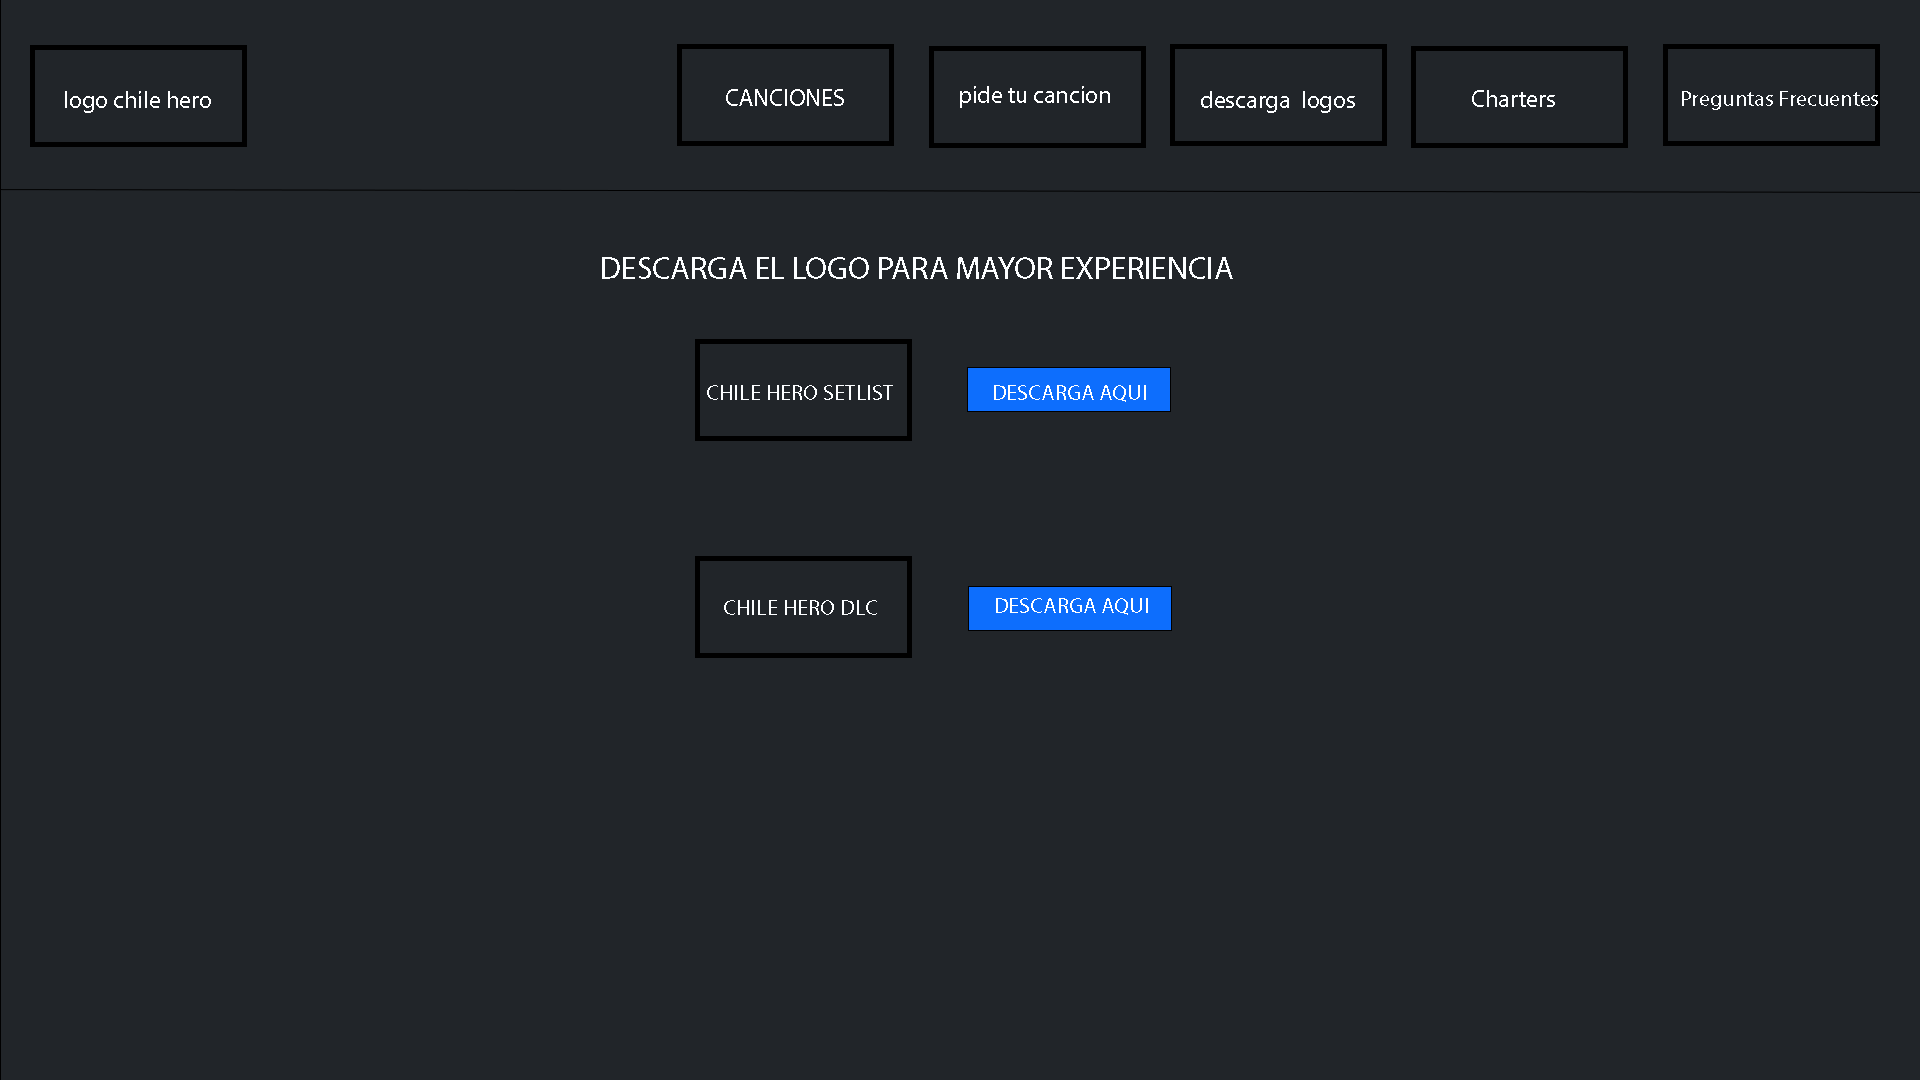 logo chile hero
CANCIONES
pide tu cancion
descarga  logos
Charters
Preguntas Frecuentes
DESCARGA EL LOGO PARA MAYOR EXPERIENCIA
CHILE HERO SETLIST
DESCARGA AQUI
CHILE HERO DLC
DESCARGA AQUI